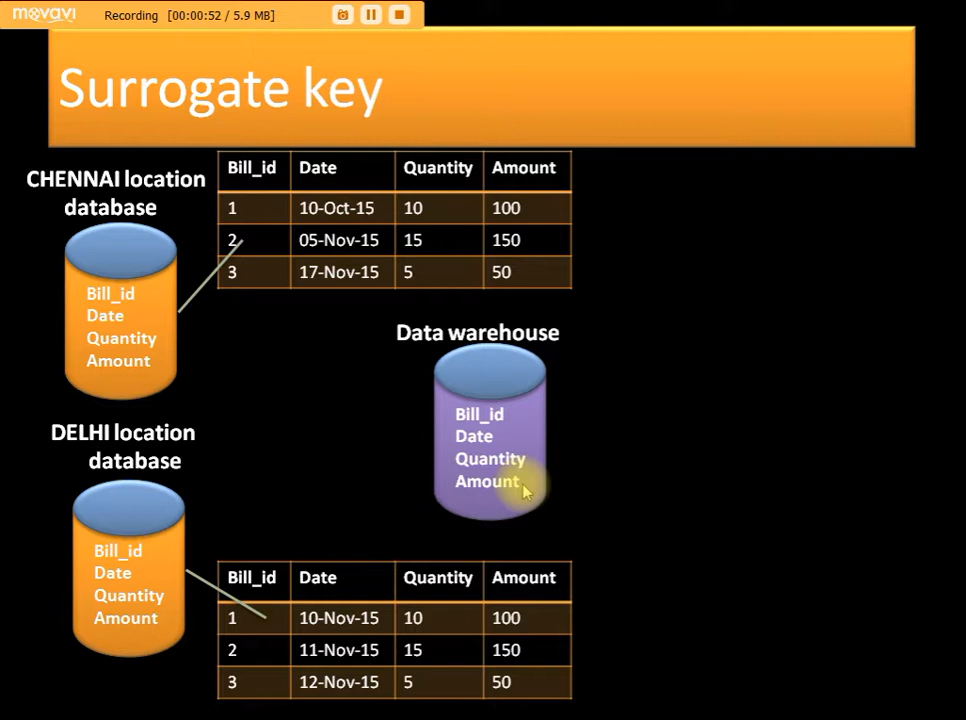 movavi Recording [00:00:52 / 5.9 MB]
Surrogate key
CHENNAI location
database
Bill_id
Date
Quantity
Amount
Bill_id Date Quantity Amount
1 10-Oct-15 10 100
2 05-Nov-15 15 150
3 17-Nov-15 5 50
Data warehouse
Bill_id
Date
Quantity
Amount
DELHI location
database
Bill_id
Date
Quantity
Amount
Bill_id Date Quantity Amount
1 10-Nov-15 10 100
2 11-Nov-15 15 150
3 12-Nov-15 5 50